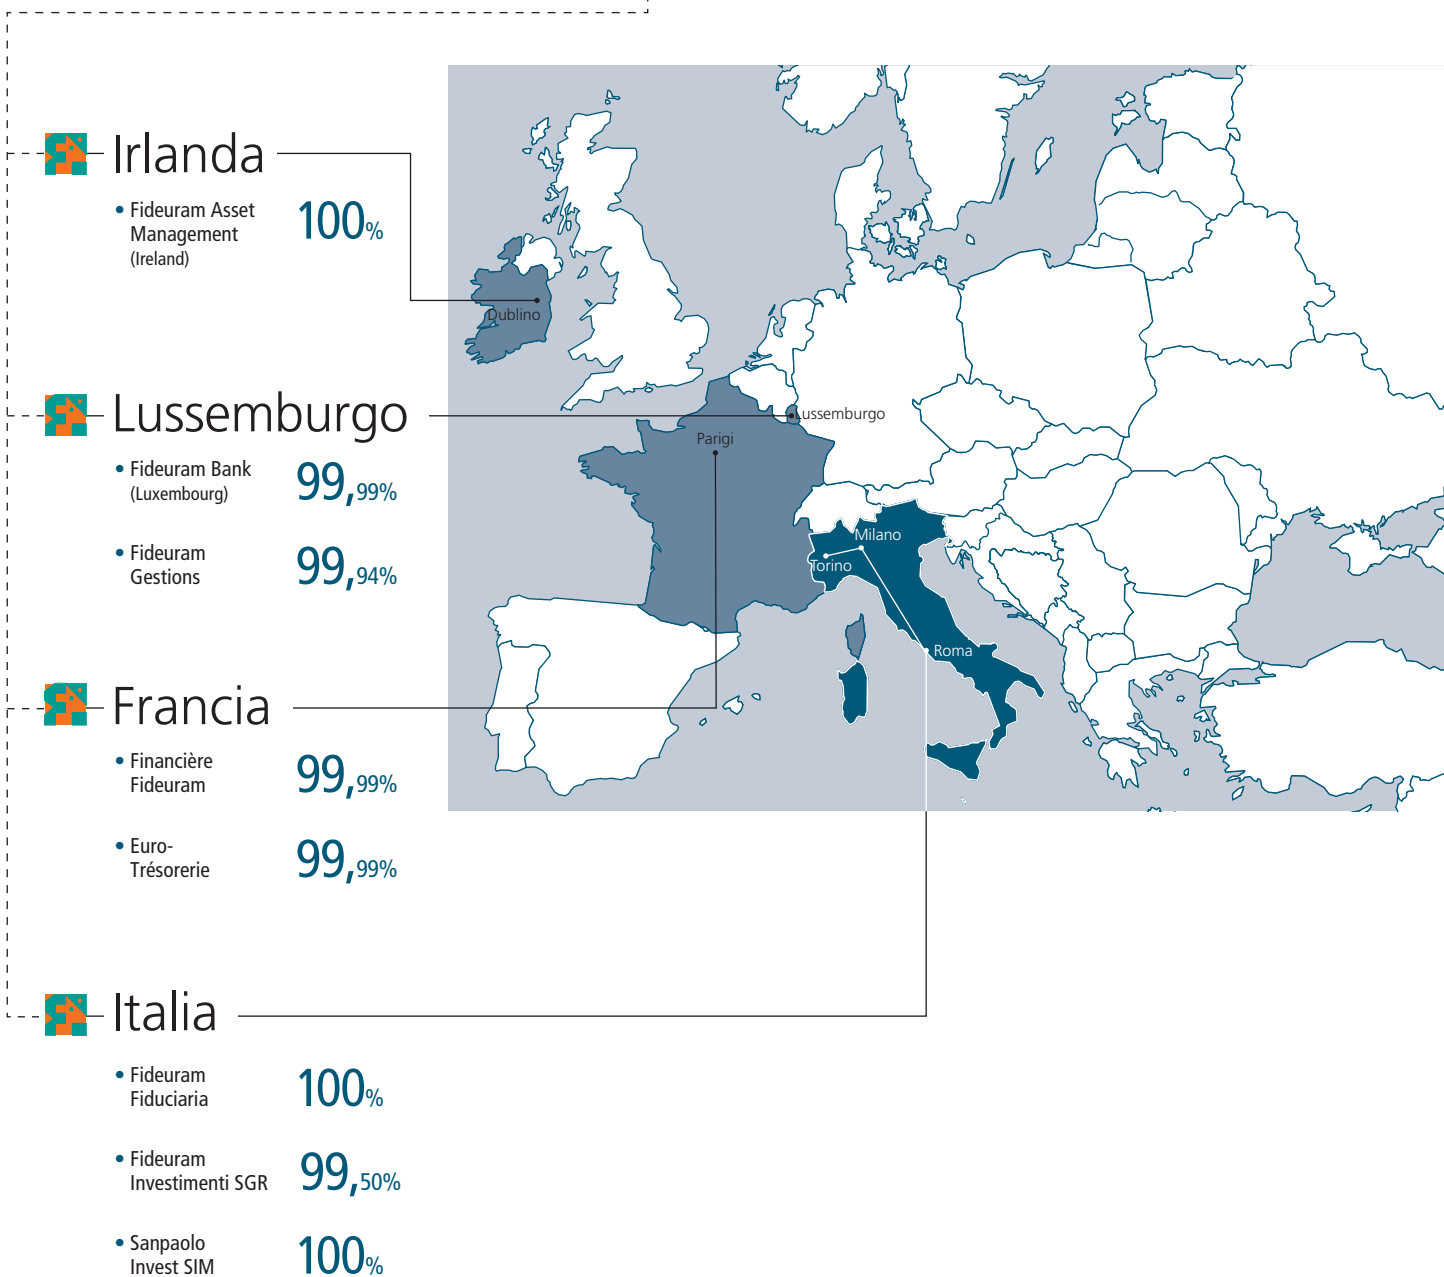 Irlanda
• Fideuram Asset
Management
(Ireland)
100%
Lussemburgo
• Fideuram Bank
(Luxembourg)
99,99%
• Fideuram
Gestions
99,94%
Francia
• Financière
Fideuram
99,99%
• Euro-
Trésorerie
99,99%
Italia
• Fideuram
Fiduciaria
100%
• Fideuram
Investimenti SGR
99,50%
• Sanpaolo
Invest SIM
100%
Dublino
Lussemburgo
Parigi
Milano
Torino
Roma